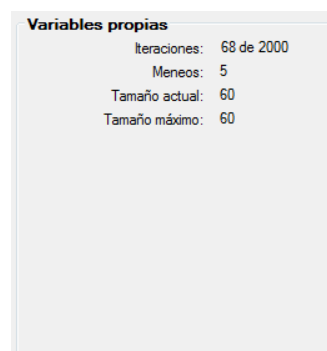 Variables propias
Iteraciones: 68 de 2000
Meneos: 5
Tamaño actual: 60
Tamaño máximo: 60